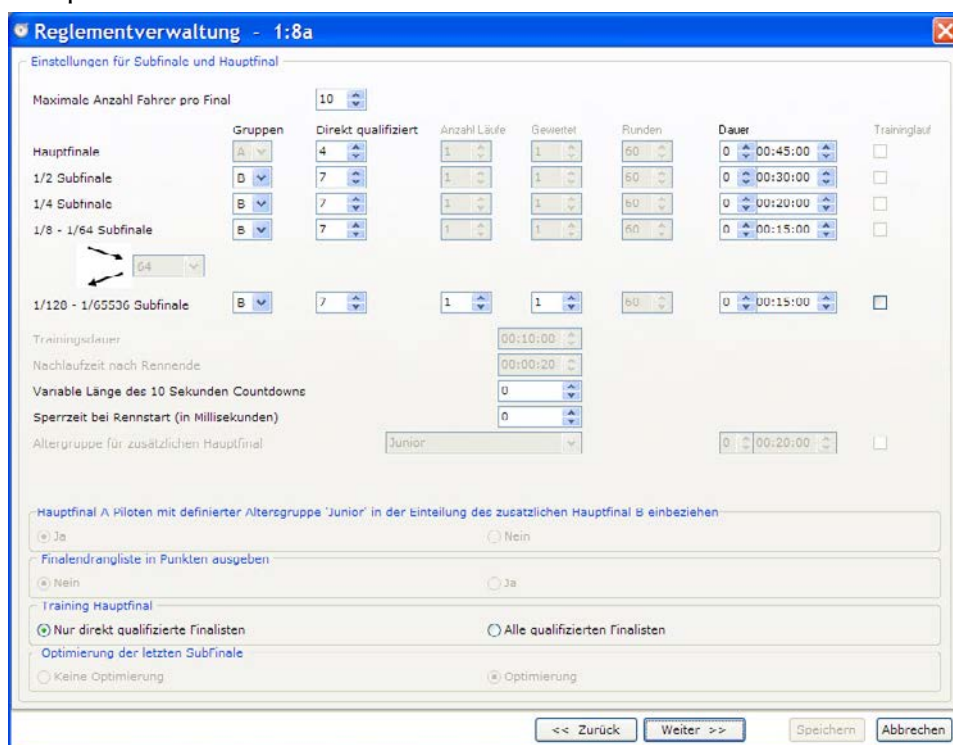 Reglementverwaltung - 1:8a
Einstellungen für Subfinale und Hauptfinal
Maximale Anzahl Fahrer pro Final 10
Gruppen Direkt qualifiziert Anzahl Läufe Gewertet Runden Dauer Traininglauf
Hauptfinale A 4 1 1 60 0 00:45:00
1/2 Subfinale B 7 1 1 60 0 00:30:00
1/4 Subfinale B 7 1 1 60 0 00:20:00
1/8 - 1/64 Subfinale B 7 1 1 60 0 00:15:00
64
1/128 - 1/65536 Subfinale B 7 1 1 60 0 00:15:00
Trainingsdauer 00:10:00
Nachlaufzeit nach Rennende 00:00:20
Variable Länge des 10 Sekunden Countdowns 0
Sperrzeit bei Rennstart (in Millisekunden) 0
Altergruppe für zusätzlichen Hauptfinal Junior 0 00:20:00
Hauptfinal A Piloten mit definierter Altersgruppe 'Junior' in der Einteilung des zusätzlichen Hauptfinal B einbeziehen
Ja Nein
Finalendrangliste in Punkten ausgeben
Nein Ja
Training Hauptfinal
Nur direkt qualifizierte Finalisten Alle qualifizierten Finalisten
Optimierung der letzten SubFinale
Keine Optimierung Optimierung
<< Zurück Weiter >> Speichern Abbrechen